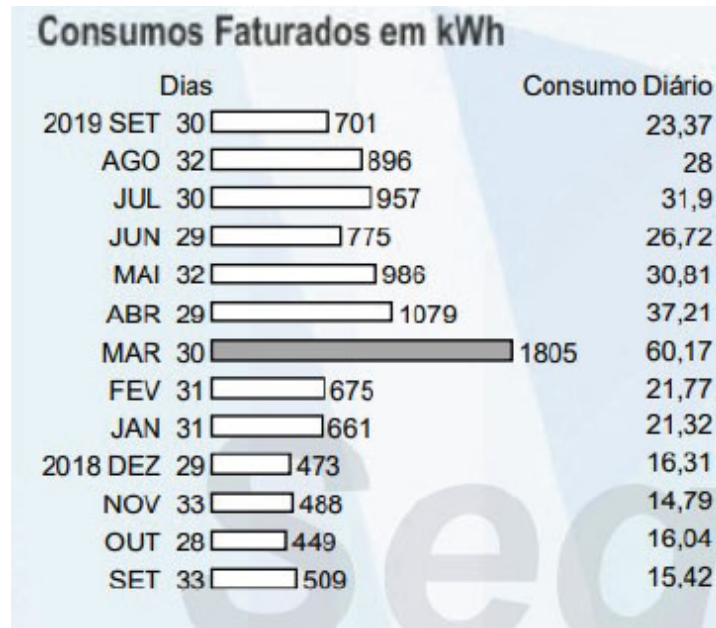 Consumos Faturados em kWh
Dias Consumo Diário
2019 SET 30 701 23,37
AGO 32 896 28
JUL 30 957 31,9
JUN 29 775 26,72
MAI 32 986 30,81
ABR 29 1079 37,21
MAR 30 1805 60,17
FEV 31 675 21,77
JAN 31 661 21,32
2018 DEZ 29 473 16,31
NOV 33 488 14,79
OUT 28 449 16,04
SET 33 509 15,42